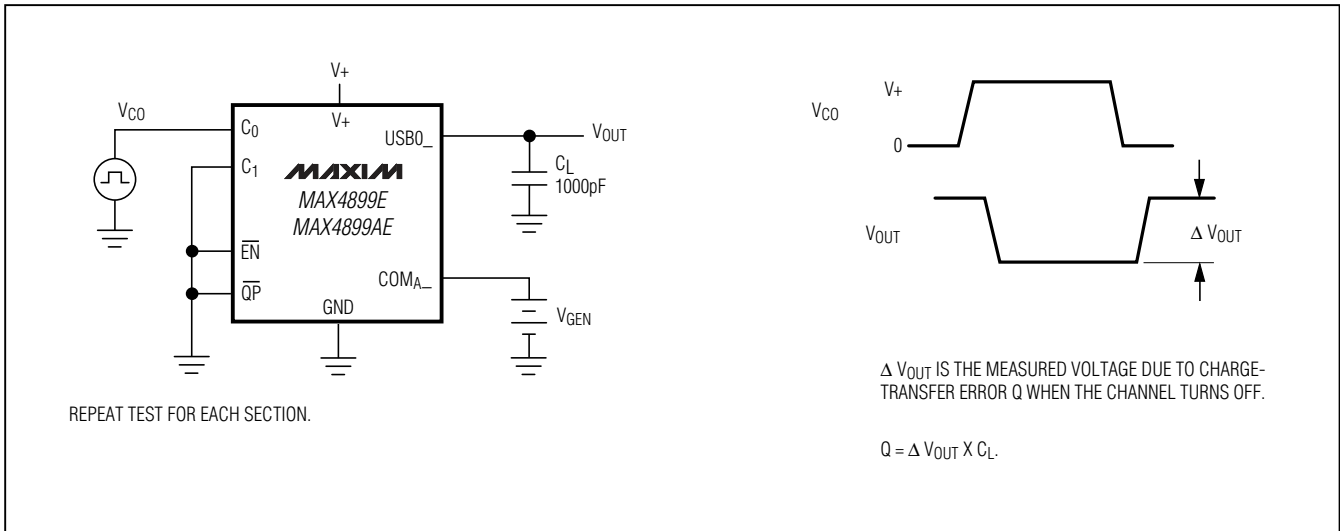 V+
VCO
V+
C0
C1
USB0_
VOUT
CL
1000pF
MAXIM
MAX4899E
MAX4899AE
EN
QP
COMA_
GND
VGEN
REPEAT TEST FOR EACH SECTION.
VCO
V+
0
VOUT
Δ VOUT
Δ VOUT IS THE MEASURED VOLTAGE DUE TO CHARGE-
TRANSFER ERROR Q WHEN THE CHANNEL TURNS OFF.
Q = Δ VOUT X CL.